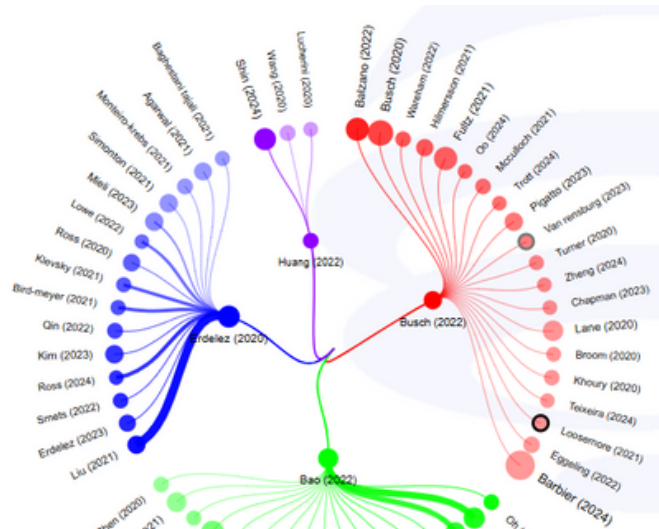 Baghestani tajali (2021)
Agarwal (2021)
Monteiro-krebs (2021)
Simonton (2021)
Mieli (2023)
Lowe (2022)
Ross (2020)
Kievsky (2021)
Bird-meyer (2021)
Qin (2022)
Kim (2023)
Ross (2024)
Smets (2022)
Erdelez (2023)
Liu (2021)
Erdelez (2020)
Shin (2024)
Wang (2020)
Lucherini (2020)
Huang (2022)
Balzano (2022)
Busch (2020)
Wareham (2022)
Hilmersson (2021)
Fultz (2021)
Oo (2024)
Mcculloch (2021)
Trott (2024)
Pigatto (2023)
Van rensburg (2023)
Turner (2020)
Zheng (2024)
Chapman (2023)
Lane (2020)
Broom (2020)
Khoury (2020)
Teixeira (2024)
Loosemore (2021)
Eggeling (2022)
Barbier (2024)
Busch (2022)
Bao (2022)